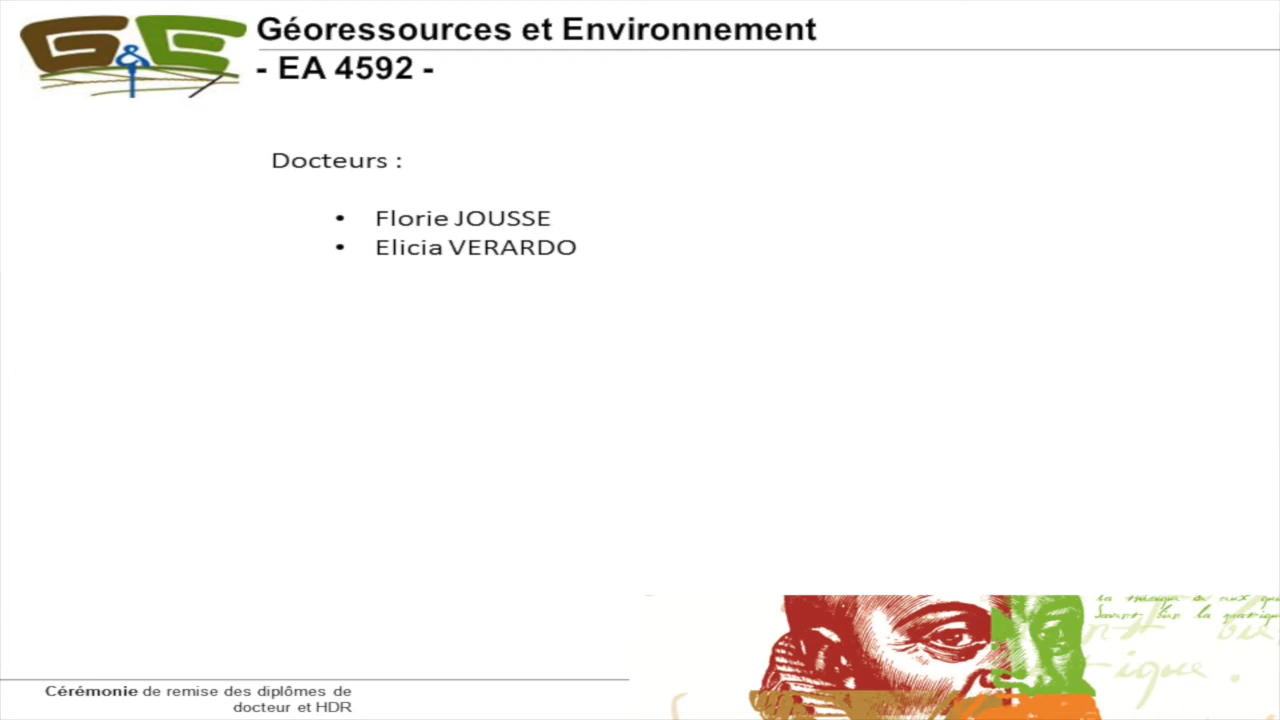 G&E
Géoressources et Environnement
- EA 4592 -
Docteurs :
• Florie JOUSSE
• Elicia VERARDO
Cérémonie de remise des diplômes de
docteur et HDR